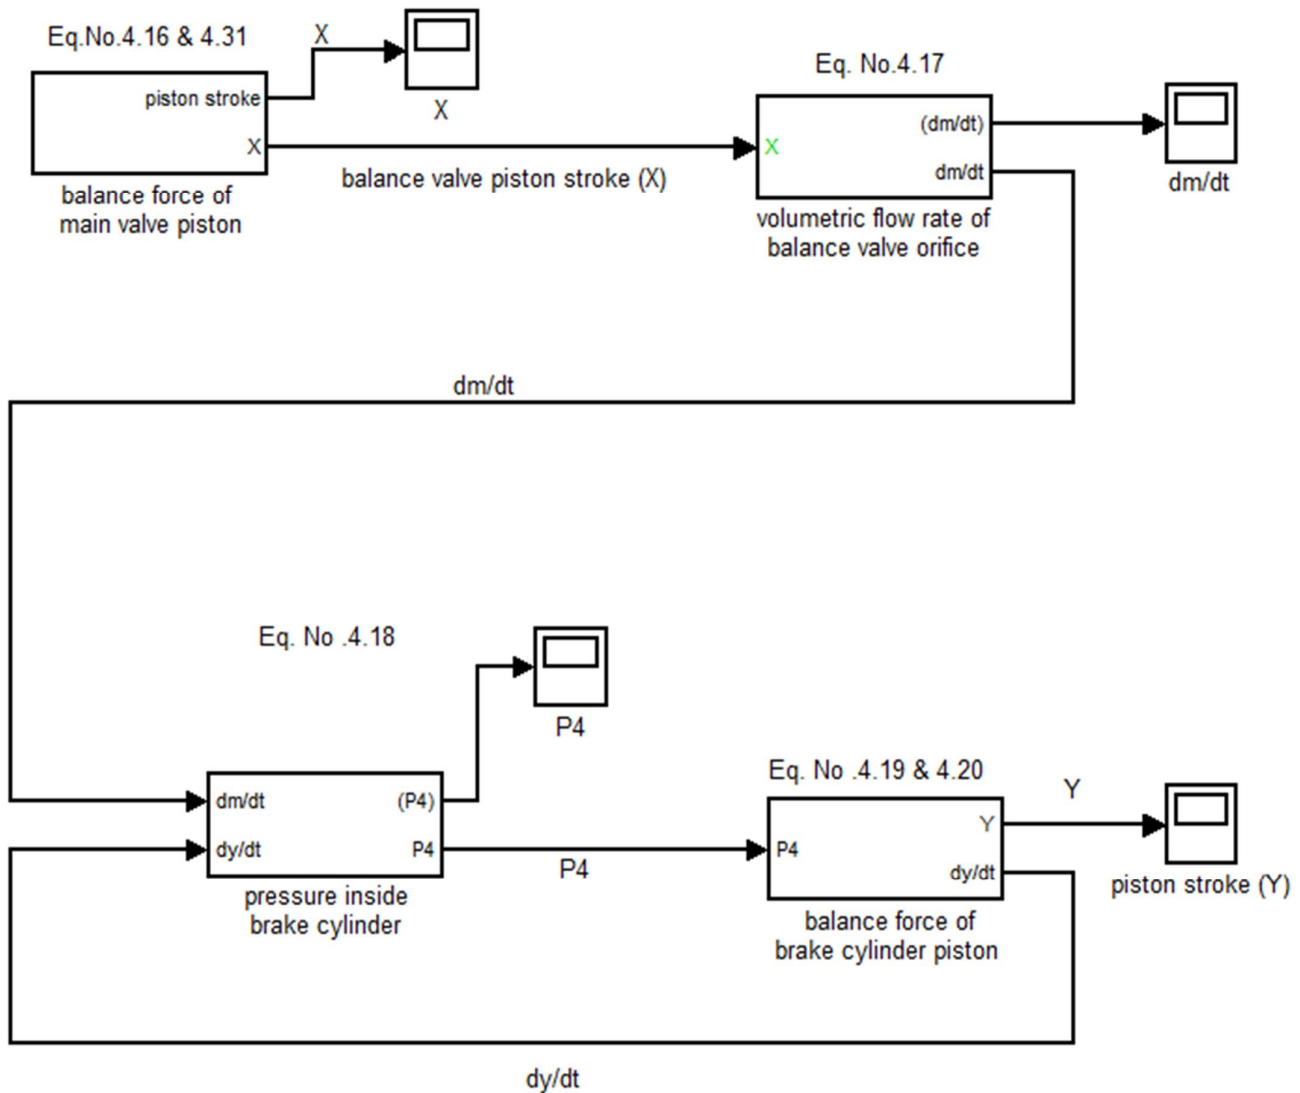 Eq.No.4.16 & 4.31
X
piston stroke
X
X
balance force of
main valve piston
balance valve piston stroke (X)
Eq. No.4.17
X
(dm/dt)
dm/dt
volumetric flow rate of
balance valve orifice
dm/dt
dm/dt
Eq. No .4.18
P4
dm/dt
(P4)
dy/dt
P4
pressure inside
brake cylinder
P4
Eq. No .4.19 & 4.20
P4
Y
dy/dt
balance force of
brake cylinder piston
Y
piston stroke (Y)
dy/dt